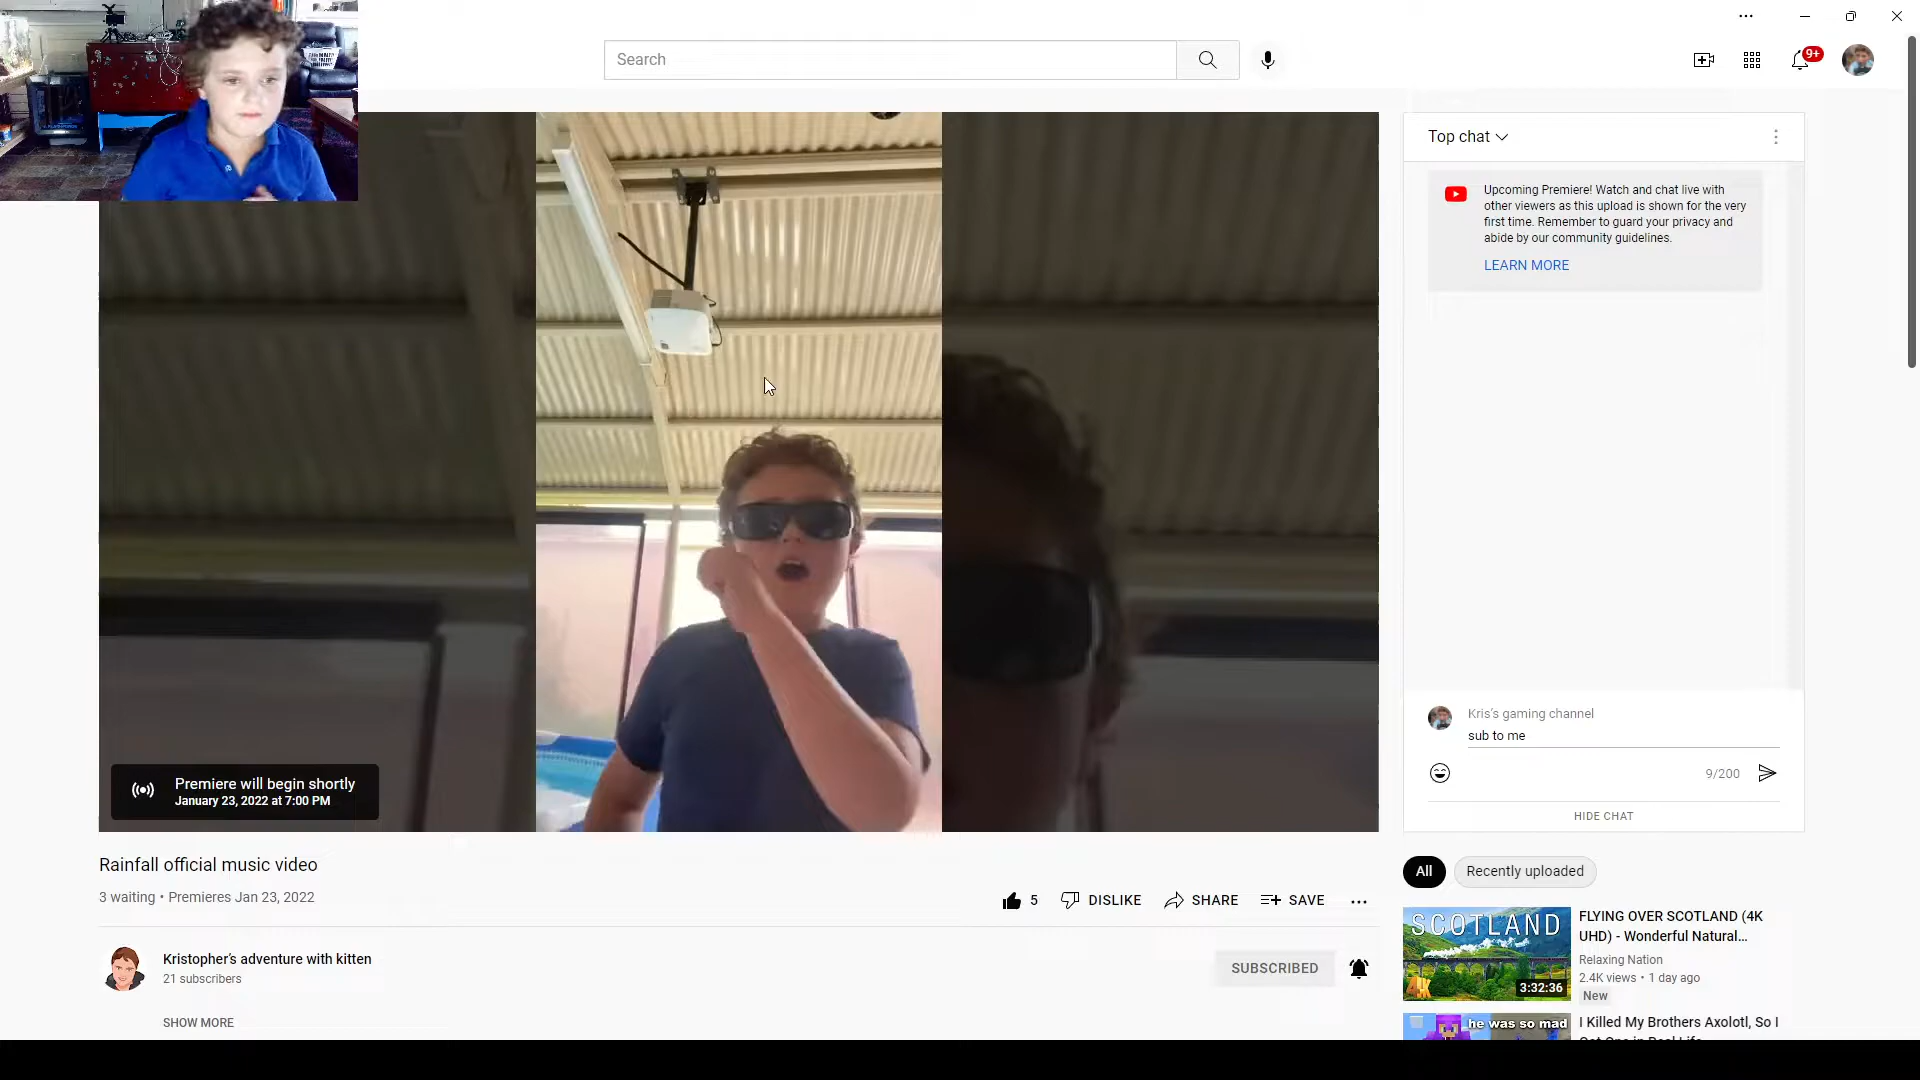 Search
9+
Top chat
Upcoming Premiere! Watch and chat live with
other viewers as this upload is shown for the very
first time. Remember to guard your privacy and
abide by our community guidelines.
LEARN MORE
Kris's gaming channel
sub to me
9/200
HIDE CHAT
Premiere will begin shortly
January 23, 2022 at 7:00 PM
Rainfall official music video
3 waiting • Premieres Jan 23, 2022
5
DISLIKE
SHARE
SAVE
Kristopher's adventure with kitten
21 subscribers
SUBSCRIBED
SHOW MORE
All
Recently uploaded
SCOTLAND
4K
3:32:36
FLYING OVER SCOTLAND (4K
UHD) - Wonderful Natural...
Relaxing Nation
2.4K views • 1 day ago
New
he was so mad
I Killed My Brothers Axolotl, So I